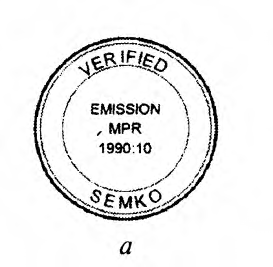 VERIFIED
EMISSION
MPR
1990:10
SEMKO
a